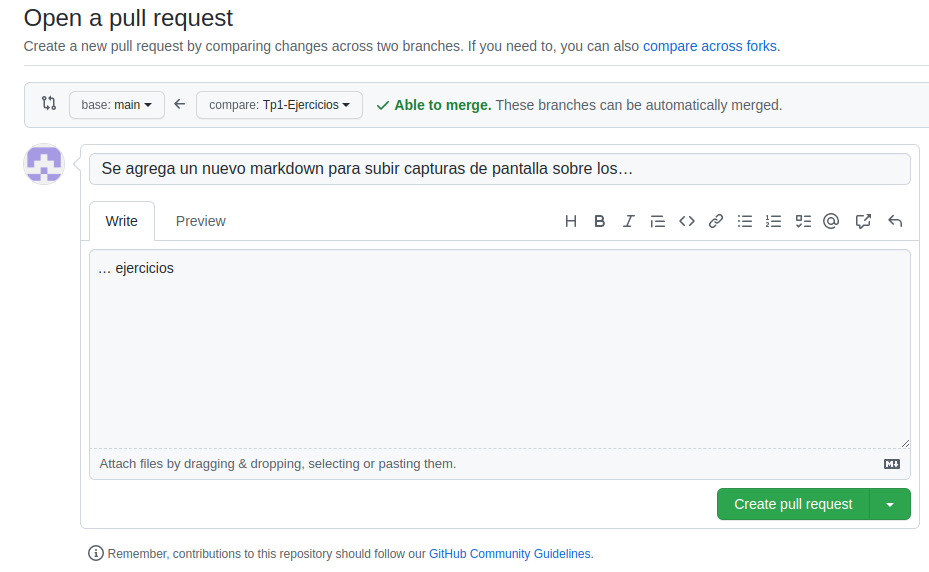 Open a pull request
Create a new pull request by comparing changes across two branches. If you need to, you can also compare across forks.
base: main compare: Tp1-Ejercicios Able to merge. These branches can be automatically merged.
Se agrega un nuevo markdown para subir capturas de pantalla sobre los…
Write Preview
… ejercicios
Attach files by dragging & dropping, selecting or pasting them.
Create pull request
Remember, contributions to this repository should follow our GitHub Community Guidelines.